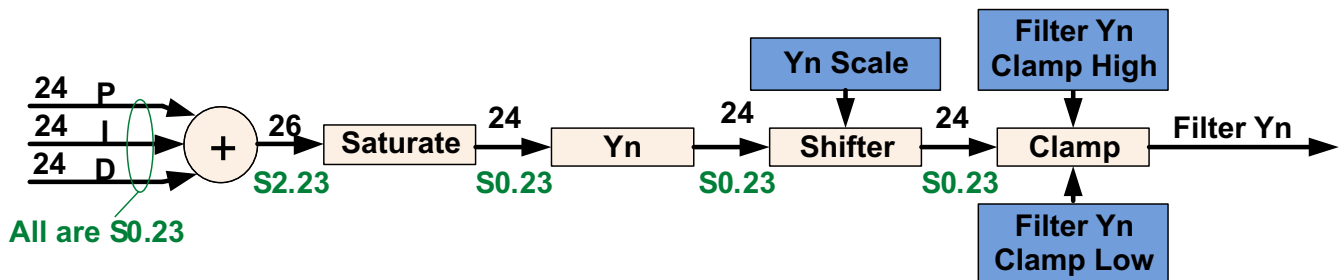 24 P
24 I
24 D
All are S0.23
+
26
S2.23
Saturate
24
S0.23
Yn
24
S0.23
Yn Scale
Shifter
24
S0.23
Filter Yn
Clamp High
Clamp
Filter Yn
Clamp Low
Filter Yn